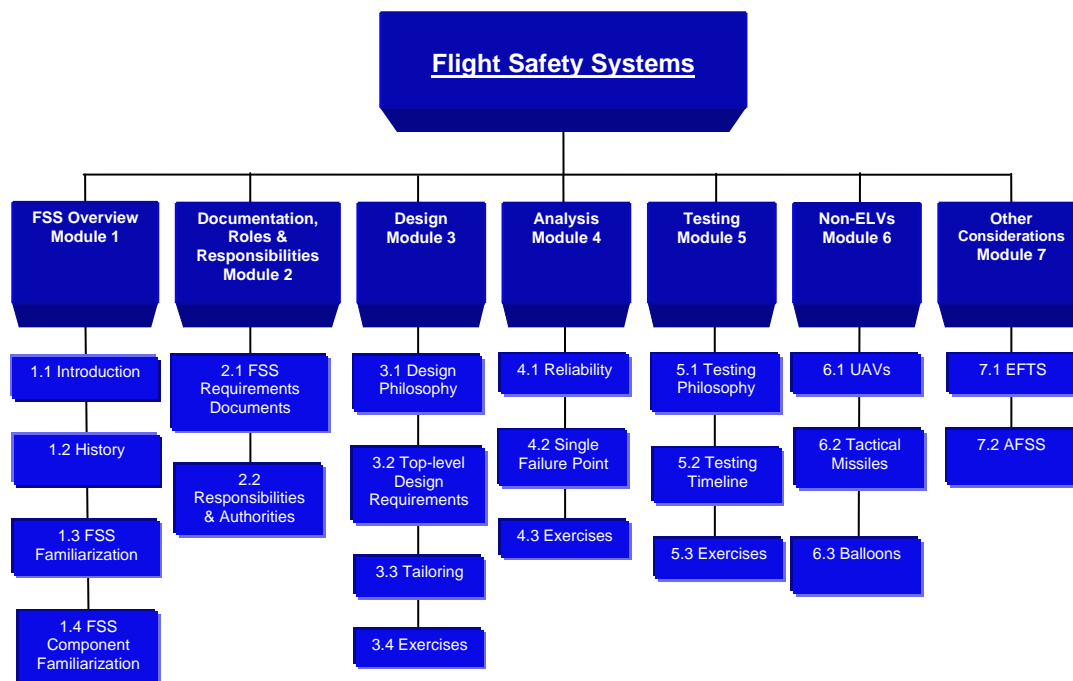 Flight Safety Systems
FSS Overview
Module 1
Documentation,
Roles &
Responsibilities
Module 2
Design
Module 3
Analysis
Module 4
Testing
Module 5
Non-ELVs
Module 6
Other
Considerations
Module 7
1.1 Introduction
1.2 History
1.3 FSS
Familiarization
1.4 FSS
Component
Familiarization
2.1 FSS
Requirements
Documents
2.2
Responsibilities
& Authorities
3.1 Design
Philosophy
3.2 Top-level
Design
Requirements
3.3 Tailoring
3.4 Exercises
4.1 Reliability
4.2 Single
Failure Point
4.3 Exercises
5.1 Testing
Philosophy
5.2 Testing
Timeline
5.3 Exercises
6.1 UAVs
6.2 Tactical
Missiles
6.3 Balloons
7.1 EFTS
7.2 AFSS